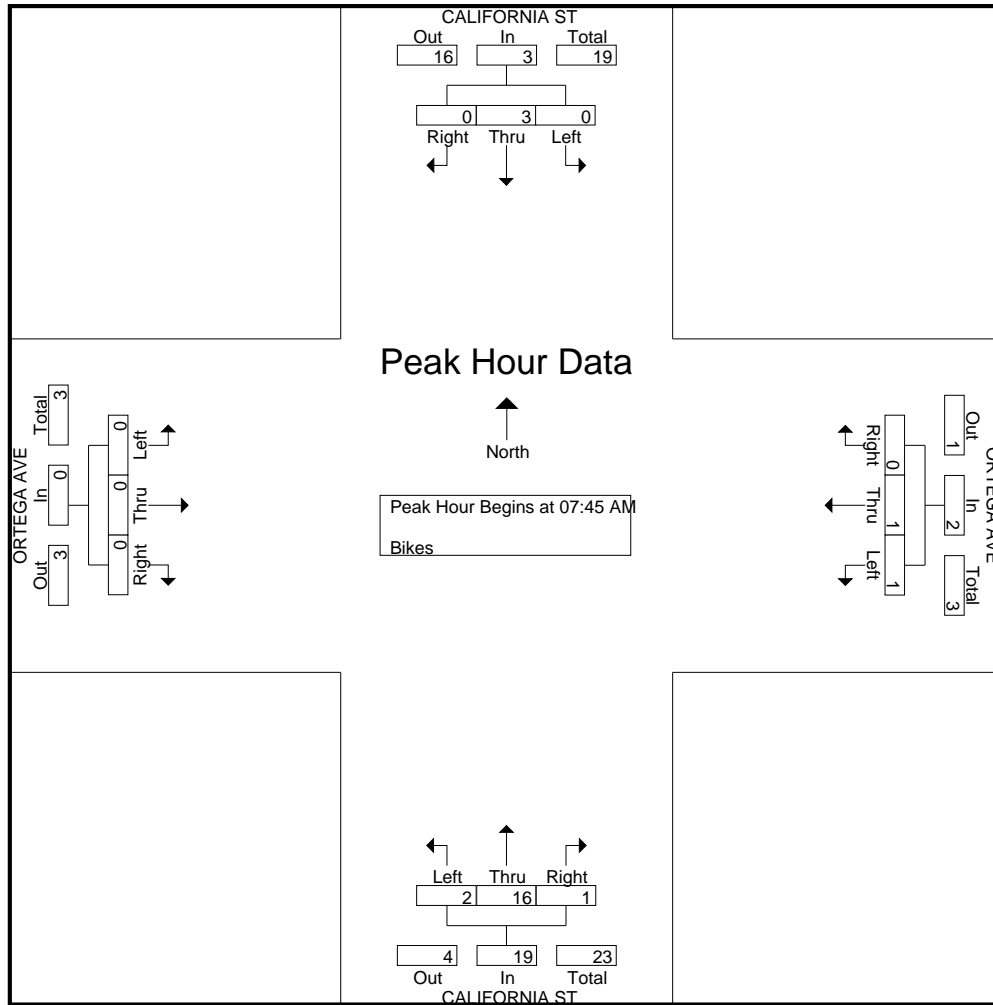 CALIFORNIA ST
Out In Total
16 3 19
0 3 0
Right Thru Left
Peak Hour Data
North
Peak Hour Begins at 07:45 AM
Bikes
ORTEGA AVE
Total In Out
3 0 3
0 0 0
Left Thru Right
ORTEGA AVE
Out In Total
1 2 3
0 1 1
Right Thru Left
Left Thru Right
2 16 1
4 19 23
Out In Total
CALIFORNIA ST